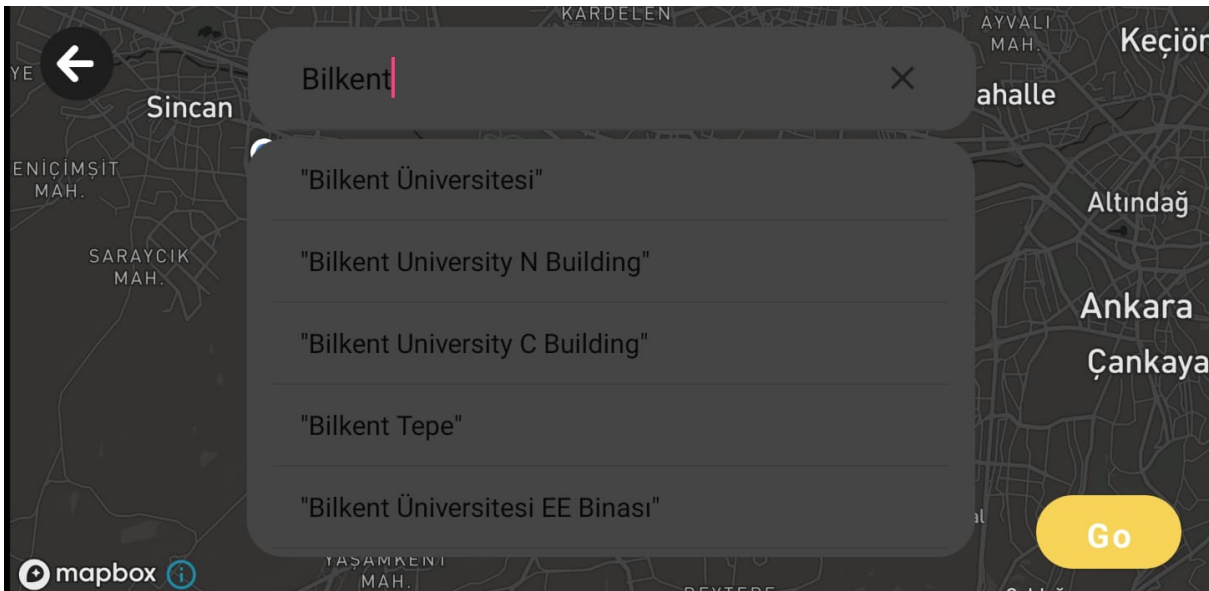 KARDELEN
AYVALI
MAH.
Keçiör
YE
Bilkent
Sincan
ahalle
ENİÇİMŞİT
MAH.
"Bilkent Üniversitesi"
Altındağ
SARAYCIK
MAH.
"Bilkent University N Building"
Ankara
"Bilkent University C Building"
Çankaya
"Bilkent Tepe"
"Bilkent Üniversitesi EE Binası"
al
Go
YAŞAMKENT
MAH.
mapbox